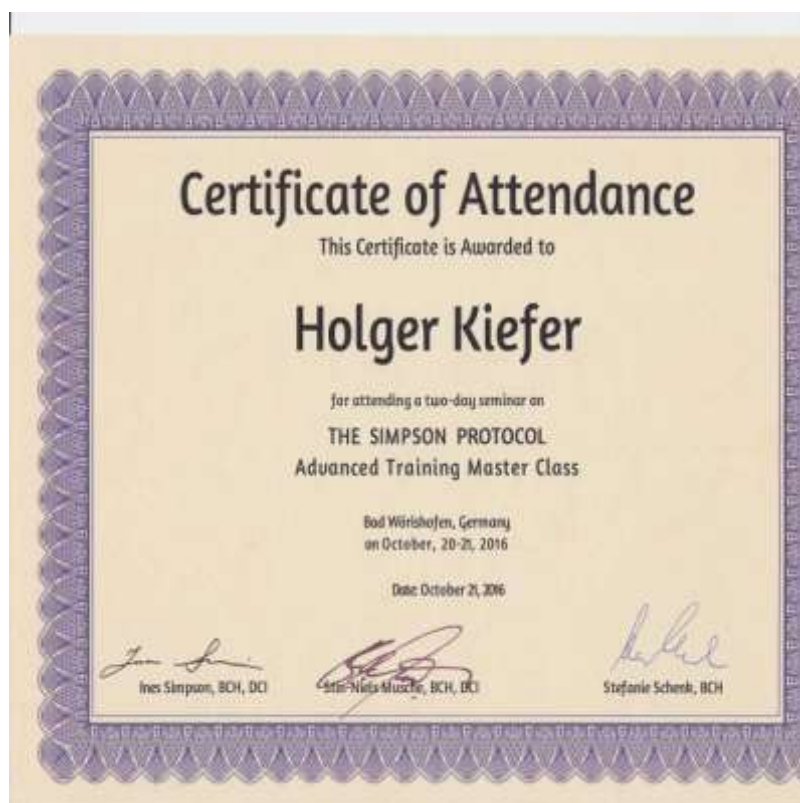 Certificate of Attendance
This Certificate is Awarded to
Holger Kiefer
for attending a two-day seminar on
THE SIMPSON PROTOCOL
Advanced Training Master Class
Bad Wörishofen, Germany
on October, 20-21, 2016
Date: October 21, 2016
Ines Simpson, BCH, DCI
Stin-Niels Musche, BCH, DCI
Stefanie Schenk, BCH